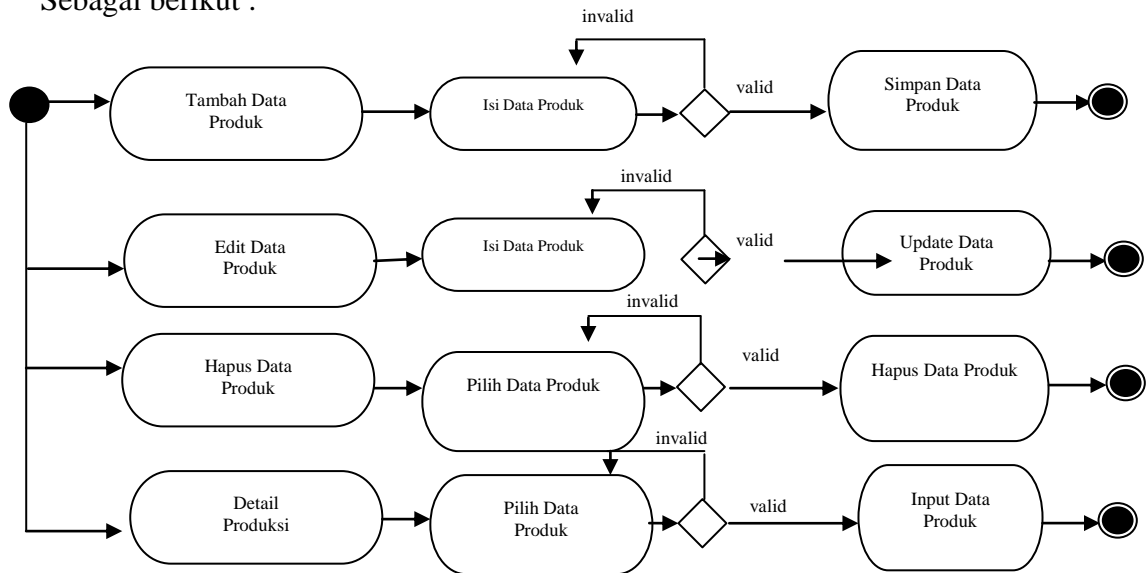 Sebagai berikut :
invalid
Tambah Data
Produk
Isi Data Produk
valid
Simpan Data
Produk
invalid
Edit Data
Produk
Isi Data Produk
valid
Update Data
Produk
invalid
Hapus Data
Produk
Pilih Data Produk
valid
Hapus Data Produk
invalid
Detail
Produksi
Pilih Data
Produk
valid
Input Data
Produk